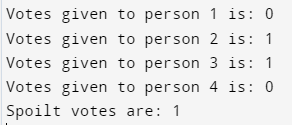 Votes given to person 1 is: 0
Votes given to person 2 is: 1
Votes given to person 3 is: 1
Votes given to person 4 is: 0
Spoilt votes are: 1